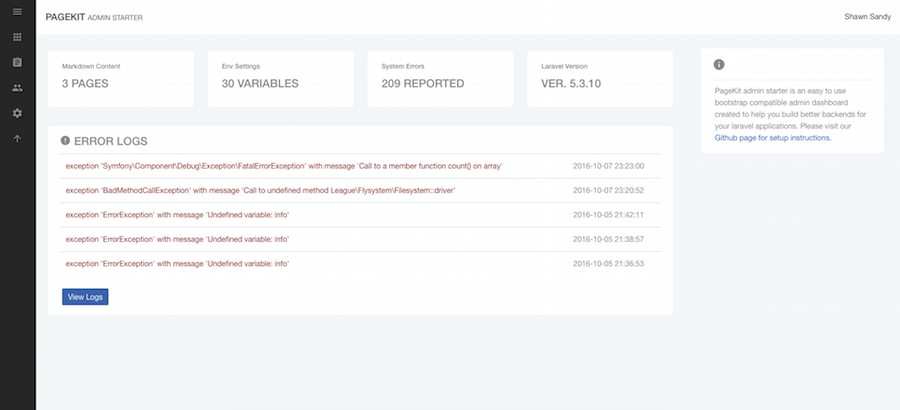 PAGEKIT ADMIN STARTER
Shawn Sandy
Markdown Content
3 PAGES
Env Settings
30 VARIABLES
System Errors
209 REPORTED
Laravel Version
VER. 5.3.10
PageKit admin starter is an easy to use
bootstrap compatible admin dashboard
created to help you build better backends for
your laravel applications. Please visit our
Github page for setup instructions.
ERROR LOGS
exception 'Symfony\Component\Debug\Exception\FatalErrorException' with message 'Call to a member function count() on array' 2016-10-07 23:23:00
exception 'BadMethodCallException' with message 'Call to undefined method League\Flysystem\Filesystem::driver' 2016-10-07 23:20:52
exception 'ErrorException' with message 'Undefined variable: info' 2016-10-05 21:42:11
exception 'ErrorException' with message 'Undefined variable: info' 2016-10-05 21:38:57
exception 'ErrorException' with message 'Undefined variable: info' 2016-10-05 21:36:53
View Logs